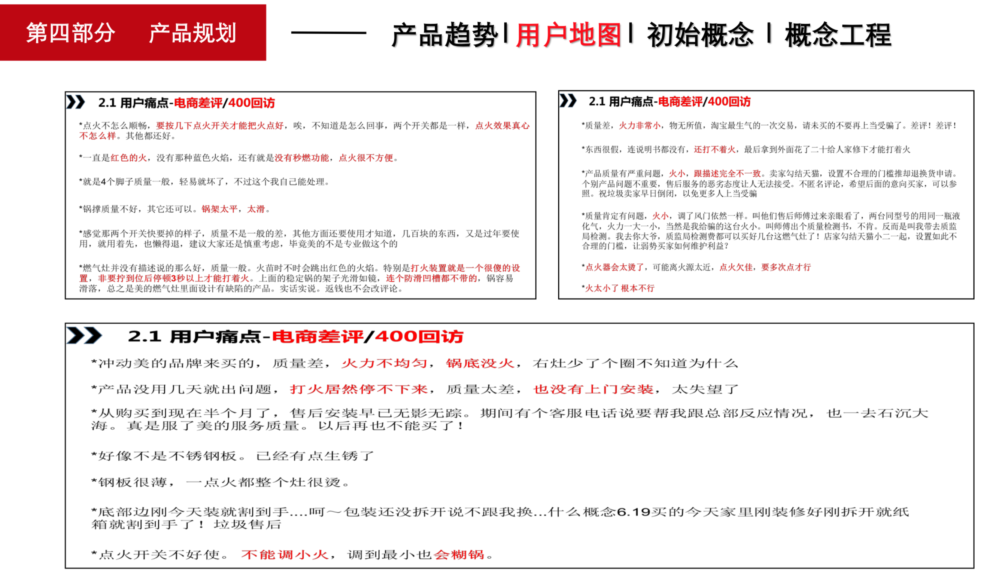 第四部分 产品规划
产品趋势| 用户地图| 初始概念 | 概念工程
2.1 用户痛点-电商差评/400回访
*点火不怎么顺畅，要按几下点火开关才能把火点好，唉，不知道是怎么回事，两个开关都是一样，点火效果真心
不怎么样。其他都还好。
*一直是红色的火，没有那种蓝色火焰，还有就是没有秒燃功能，点火很不方便。
*就是4个脚子质量一般，轻易就坏了，不过这个我自己能处理。
*锅撑质量不好，其它还可以。锅架太平，太滑。
*感觉那两个开关快要掉的样子，质量不是一般的差，其他方面还要使用才知道，几百块的东西，又是过年要使
用，就用着先，也懒得退，建议大家还是慎重考虑，毕竟美的不是专业做这个的
*燃气灶并没有描述说的那么好，质量一般。火苗时不时会跳出红色的火焰。特别是打火装置就是一个很傻的设
置，非要拧到位后停顿3秒以上才能打着火。上面的稳定锅的架子光滑如镜，连个防滑凹槽都不带的，锅容易
滑落，总之是美的燃气灶里面设计有缺陷的产品。实话实说。返钱也不会改评论。
2.1 用户痛点-电商差评/400回访
*质量差，火力非常小，物无所值，淘宝最生气的一次交易，请未买的不要再上当受骗了。差评！差评！
*东西很假，连说明书都没有，还打不着火，最后拿到外面花了二十给人家修下才能打着火
*产品质量有严重问题，火小，跟描述完全不一致。卖家勾结天猫，设置不合理的门槛推却退换货申请。
个别产品问题不重要，售后服务的恶劣态度让人无法接受。不匿名评论，希望后面的意向买家，可以参
照。祝垃圾卖家早日倒闭，以免更多人上当受骗
*质量肯定有问题，火小，调了风门依然一样。叫他们售后师傅过来亲眼看了，两台同型号的用同一瓶液
化气，火力一大一小，当然是我给骗的这台火小。叫师傅出个质量检测书，不肯。反而是叫我带去质监
局检测。我去你大爷，质监局检测费都可以买好几台这燃气灶了！店家勾结天猫小二一起，设置如此不
合理的门槛，让弱势买家如何维护利益？
*点火器会太烫了，可能离火源太近，点火欠佳，要多次点才行
*火太小了 根本不行
2.1 用户痛点-电商差评/400回访
*冲动美的品牌来买的，质量差，火力不均匀，锅底没火，右灶少了个圈不知道为什么
*产品没用几天就出问题，打火居然停不下来，质量太差，也没有上门安装，太失望了
*从购买到现在半个月了，售后安装早已无影无踪。期间有个客服电话说要帮我跟总部反应情况，也一去石沉大
海。真是服了美的服务质量。以后再也不能买了！
*好像不是不锈钢板。已经有点生锈了
*钢板很薄，一点火都整个灶很烫。
*底部边刚今天装就割到手....呵～包装还没拆开说不跟我换...什么概念6.19买的今天家里刚装修好刚拆开就纸
箱就割到手了！垃圾售后
*点火开关不好使。不能调小火，调到最小也会糊锅。